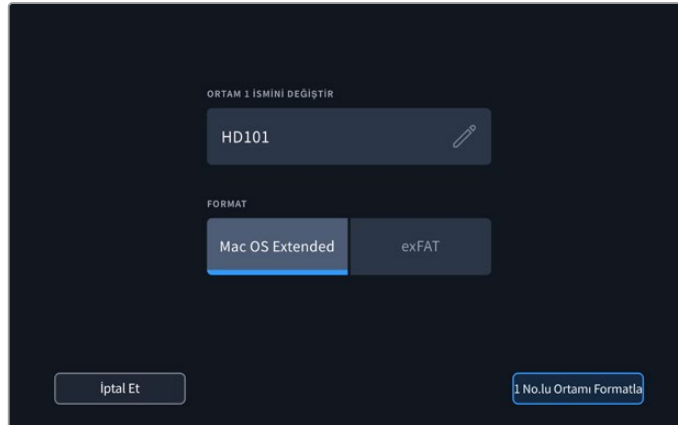 ORTAM 1 İSMİNİ DEĞİŞTİR
HD101
FORMAT
Mac OS Extended exFAT
İptal Et 1 No.lu Ortamı Formatla